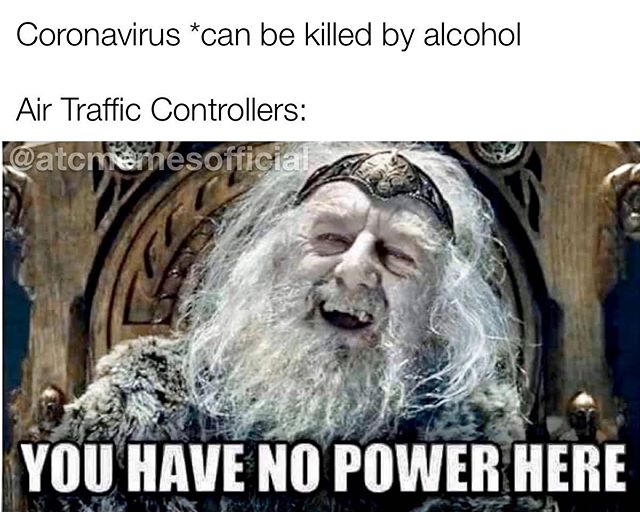 Coronavirus *can be killed by alcohol
Air Traffic Controllers:
@atcmemesofficial
YOU HAVE NO POWER HERE